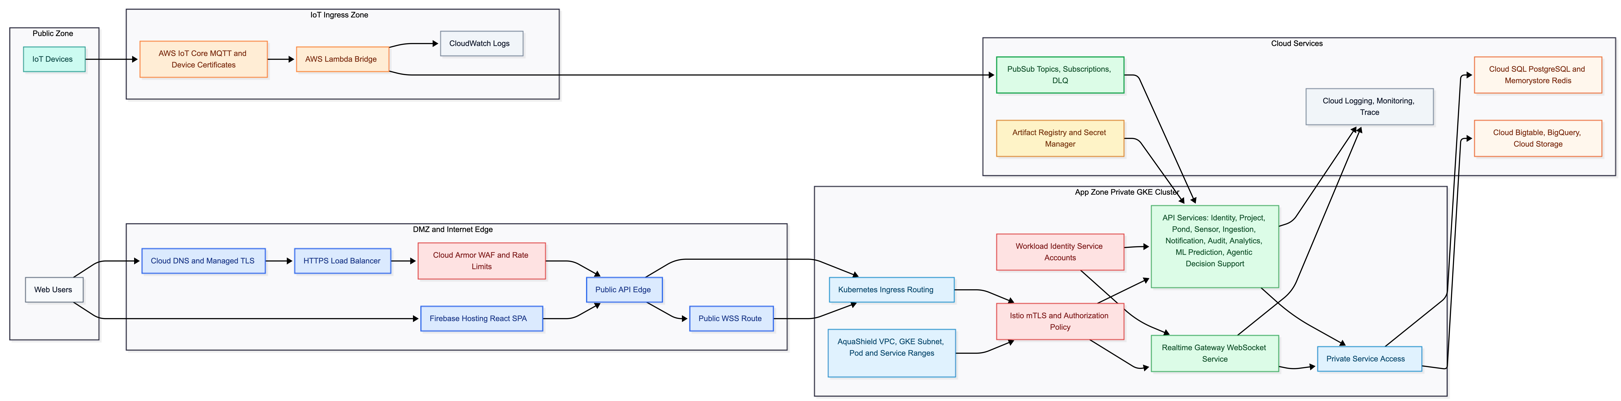 Public Zone
IoT Devices
Web Users
IoT Ingress Zone
AWS IoT Core MQTT and
Device Certificates
AWS Lambda Bridge
CloudWatch Logs
DMZ and Internet Edge
Cloud DNS and Managed TLS
HTTPS Load Balancer
Cloud Armor WAF and Rate
Limits
Firebase Hosting React SPA
Public API Edge
Public WSS Route
Cloud Services
PubSub Topics, Subscriptions,
DLQ
Artifact Registry and Secret
Manager
Cloud Logging, Monitoring,
Trace
Cloud SQL PostgreSQL and
Memorystore Redis
Cloud Bigtable, BigQuery,
Cloud Storage
App Zone Private GKE Cluster
Kubernetes Ingress Routing
AquaShield VPC, GKE Subnet,
Pod and Service Ranges
Workload Identity Service
Accounts
Istio mTLS and Authorization
Policy
API Services: Identity, Project,
Pond, Sensor, Ingestion,
Notification, Audit, Analytics,
ML Prediction, Agentic
Decision Support
Realtime Gateway WebSocket
Service
Private Service Access